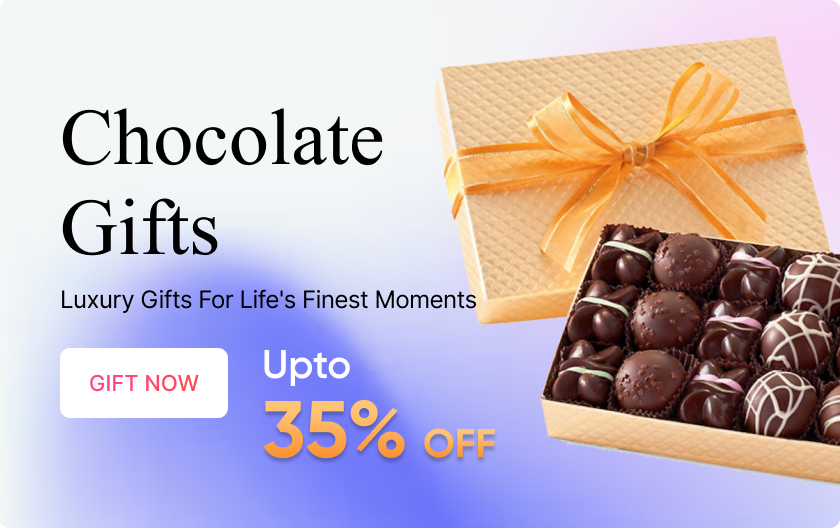 Chocolate
Gifts
Luxury Gifts For Life's Finest Moments
GIFT NOW
Upto
35% OFF